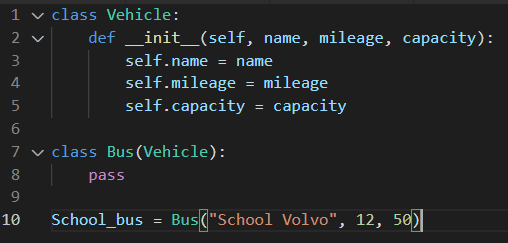 1 class Vehicle:
2 def __init__(self, name, mileage, capacity):
3 self.name = name
4 self.mileage = mileage
5 self.capacity = capacity
6
7 class Bus(Vehicle):
8 pass
9
10 School_bus = Bus("School Volvo", 12, 50)